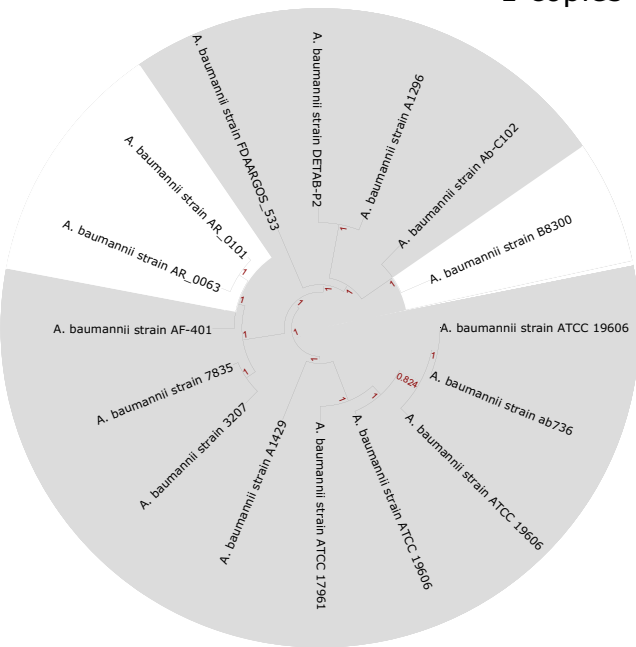 A. baumannii strain FDAARGOS_533
A. baumannii strain DETAB-P2
A. baumannii strain A1296
A. baumannii strain Ab-C102
A. baumannii strain B8300
A. baumannii strain ATCC 19606
A. baumannii strain ab736
A. baumannii strain ATCC 19606
A. baumannii strain ATCC 19606
A. baumannii strain ATCC 17961
A. baumannii strain A1429
A. baumannii strain 3207
A. baumannii strain 7835
A. baumannii strain AF-401
A. baumannii strain AR_0063
A. baumannii strain AR_0101
1
1
1
1
1
1
1
1
1
1
1
1
0.824
1